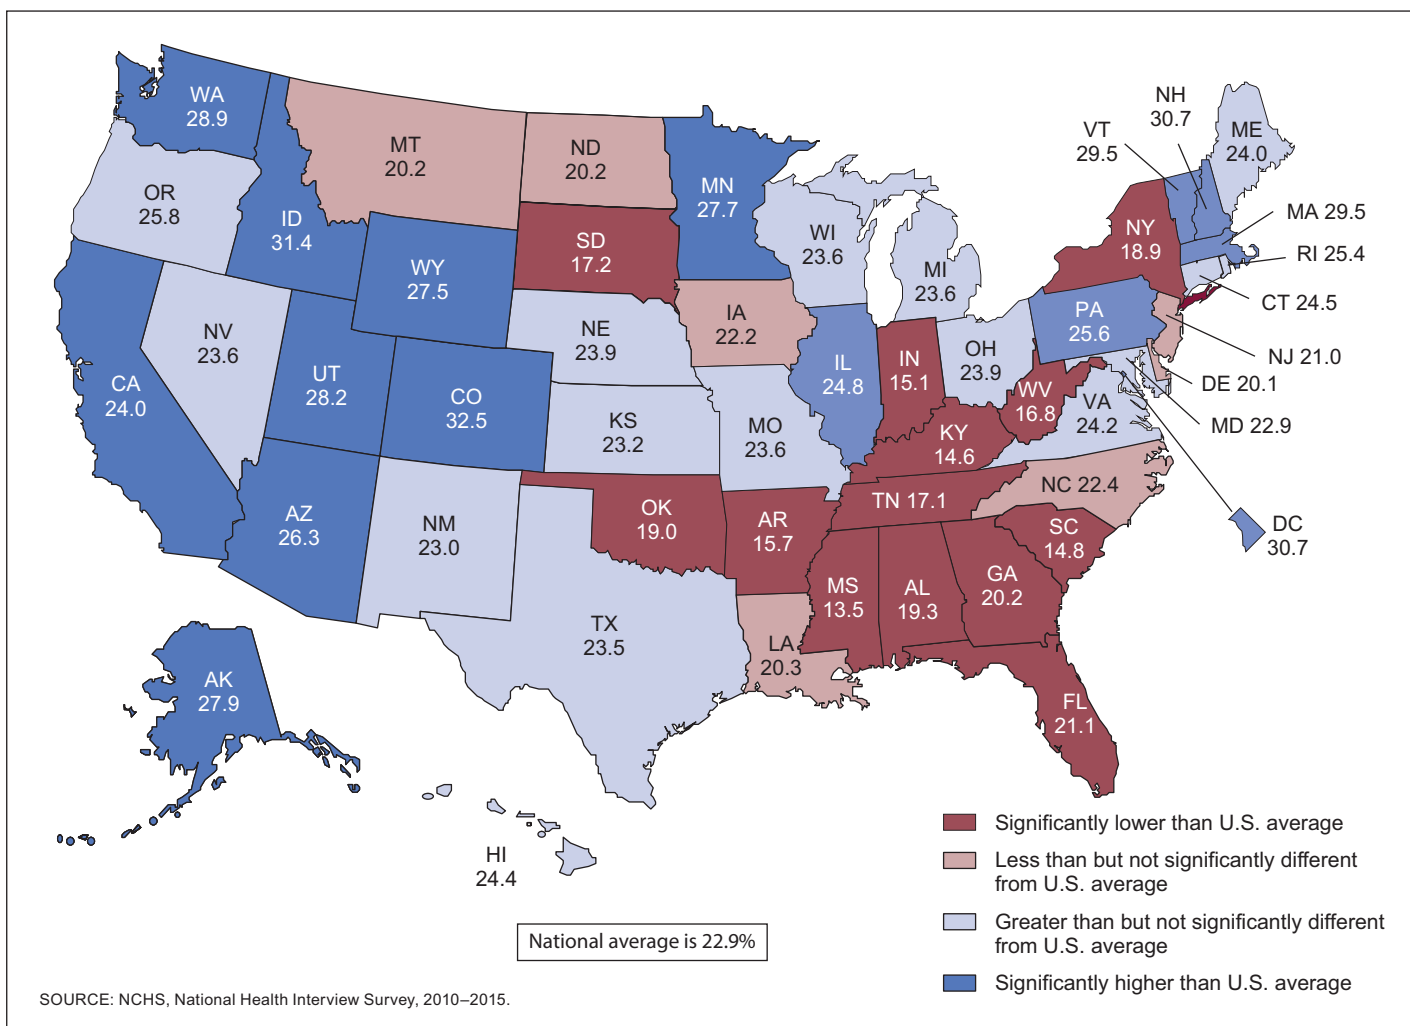 WA
28.9
MT
20.2
ND
20.2
MN
27.7
VT
29.5
NH
30.7
ME
24.0
OR
25.8
ID
31.4
WY
27.5
SD
17.2
WI
23.6
MI
23.6
NY
18.9
MA 29.5
RI 25.4
CT 24.5
NJ 21.0
DE 20.1
MD 22.9
DC
30.7
NV
23.6
CA
24.0
UT
28.2
CO
32.5
NE
23.9
IA
22.2
IL
24.8
IN
15.1
OH
23.9
PA
25.6
WV
16.8
VA
24.2
KS
23.2
MO
23.6
KY
14.6
AZ
26.3
NM
23.0
OK
19.0
AR
15.7
TN 17.1
NC 22.4
SC
14.8
MS
13.5
AL
19.3
GA
20.2
TX
23.5
LA
20.3
FL
21.1
AK
27.9
HI
24.4
Significantly lower than U.S. average
Less than but not significantly different
from U.S. average
Greater than but not significantly different
from U.S. average
Significantly higher than U.S. average
National average is 22.9%
SOURCE: NCHS, National Health Interview Survey, 2010–2015.